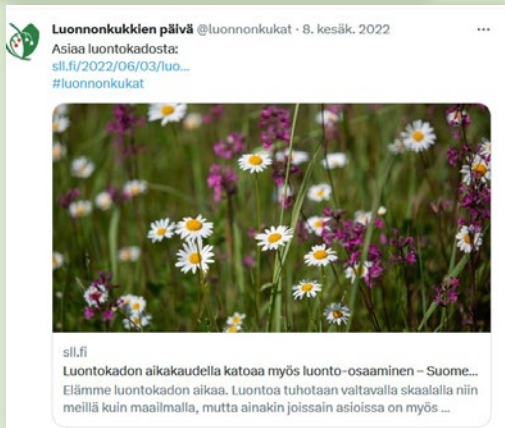 Luonnonkukkien päivä @luonnonkukat · 8. kesäk. 2022 ...
Asiaa luontokadosta:
sll.fi/2022/06/03/luo...
#luonnonkukat
sll.fi
Luontokadon aikakaudella katoaa myös luonto-osaaminen – Suome...
Elämme luontokadon aikaa. Luontoa tuhotaan valtavalla skaalalla niin
meillä kuin maailmalla, mutta ainakin joissain asioissa on myös ...